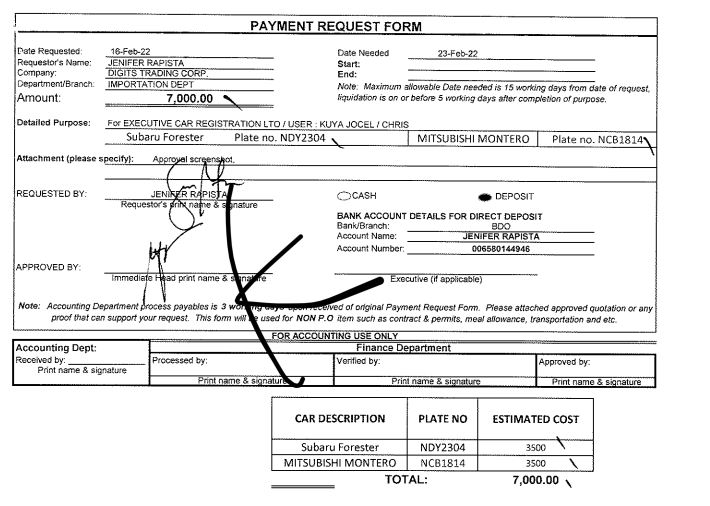 PAYMENT REQUEST FORM
Date Requested: 16-Feb-22 Date Needed 23-Feb-22
Requestor's Name: JENIFER RAPISTA Start:
Company: DIGITS TRADING CORP. End:
Department/Branch: IMPORTATION DEPT Note: Maximum allowable Date needed is 15 working days from date of request,
Amount: 7,000.00 liquidation is on or before 5 working days after completion of purpose.
Detailed Purpose: For EXECUTIVE CAR REGISTRATION LTO / USER : KUYA JOCEL / CHRIS
Subaru Forester Plate no. NDY2304 MITSUBISHI MONTERO Plate no. NCB1814
Attachment (please specify): Approval screenshot,
REQUESTED BY: JENIFER RAPISTA CASH DEPOSIT
Requestor's print name & signature
BANK ACCOUNT DETAILS FOR DIRECT DEPOSIT
Bank/Branch: BDO
Account Name: JENIFER RAPISTA
Account Number: 006580144946
APPROVED BY:
Immediate Head print name & signature Executive (if applicable)
Note: Accounting Department process payables is 3 working days upon received of original Payment Request Form. Please attached approved quotation or any
proof that can support your request. This form will be used for NON P.O item such as contract & permits, meal allowance, transportation and etc.
FOR ACCOUNTING USE ONLY
Accounting Dept: Finance Department
Received by: Processed by: Verified by: Approved by:
Print name & signature
Print name & signature Print name & signature Print name & signature
CAR DESCRIPTION PLATE NO ESTIMATED COST
Subaru Forester NDY2304 3500
MITSUBISHI MONTERO NCB1814 3500
TOTAL: 7,000.00